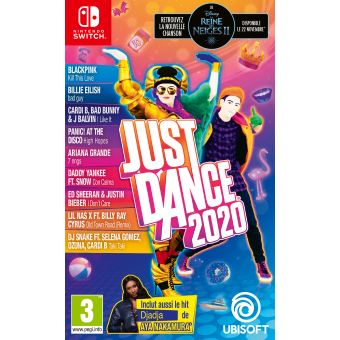 NINTENDO
SWITCH™
RETROUVEZ
LA NOUVELLE
CHANSON
Disney
LA
REINE
DES
NEIGES II
DISPONIBLE
LE 22 NOVEMBRE*
BLACKPINK
Kill This Love
BILLIE EILISH
bad guy
CARDI B, BAD BUNNY
& J BALVIN I Like It
PANIC! AT THE
DISCO High Hopes
ARIANA GRANDE
7 rings
DADDY YANKEE
FT. SNOW Con Calma
ED SHEERAN & JUSTIN
BIEBER I Don't Care
LIL NAS X FT. BILLY RAY
CYRUS Old Town Road (Remix)
DJ SNAKE FT. SELENA GOMEZ,
OZUNA, CARDI B Taki Taki
JUST
DANCE
2020
3
www.pegi.info
Inclut aussi le hit
Djadja de
AYA NAKAMURA*
UBISOFT